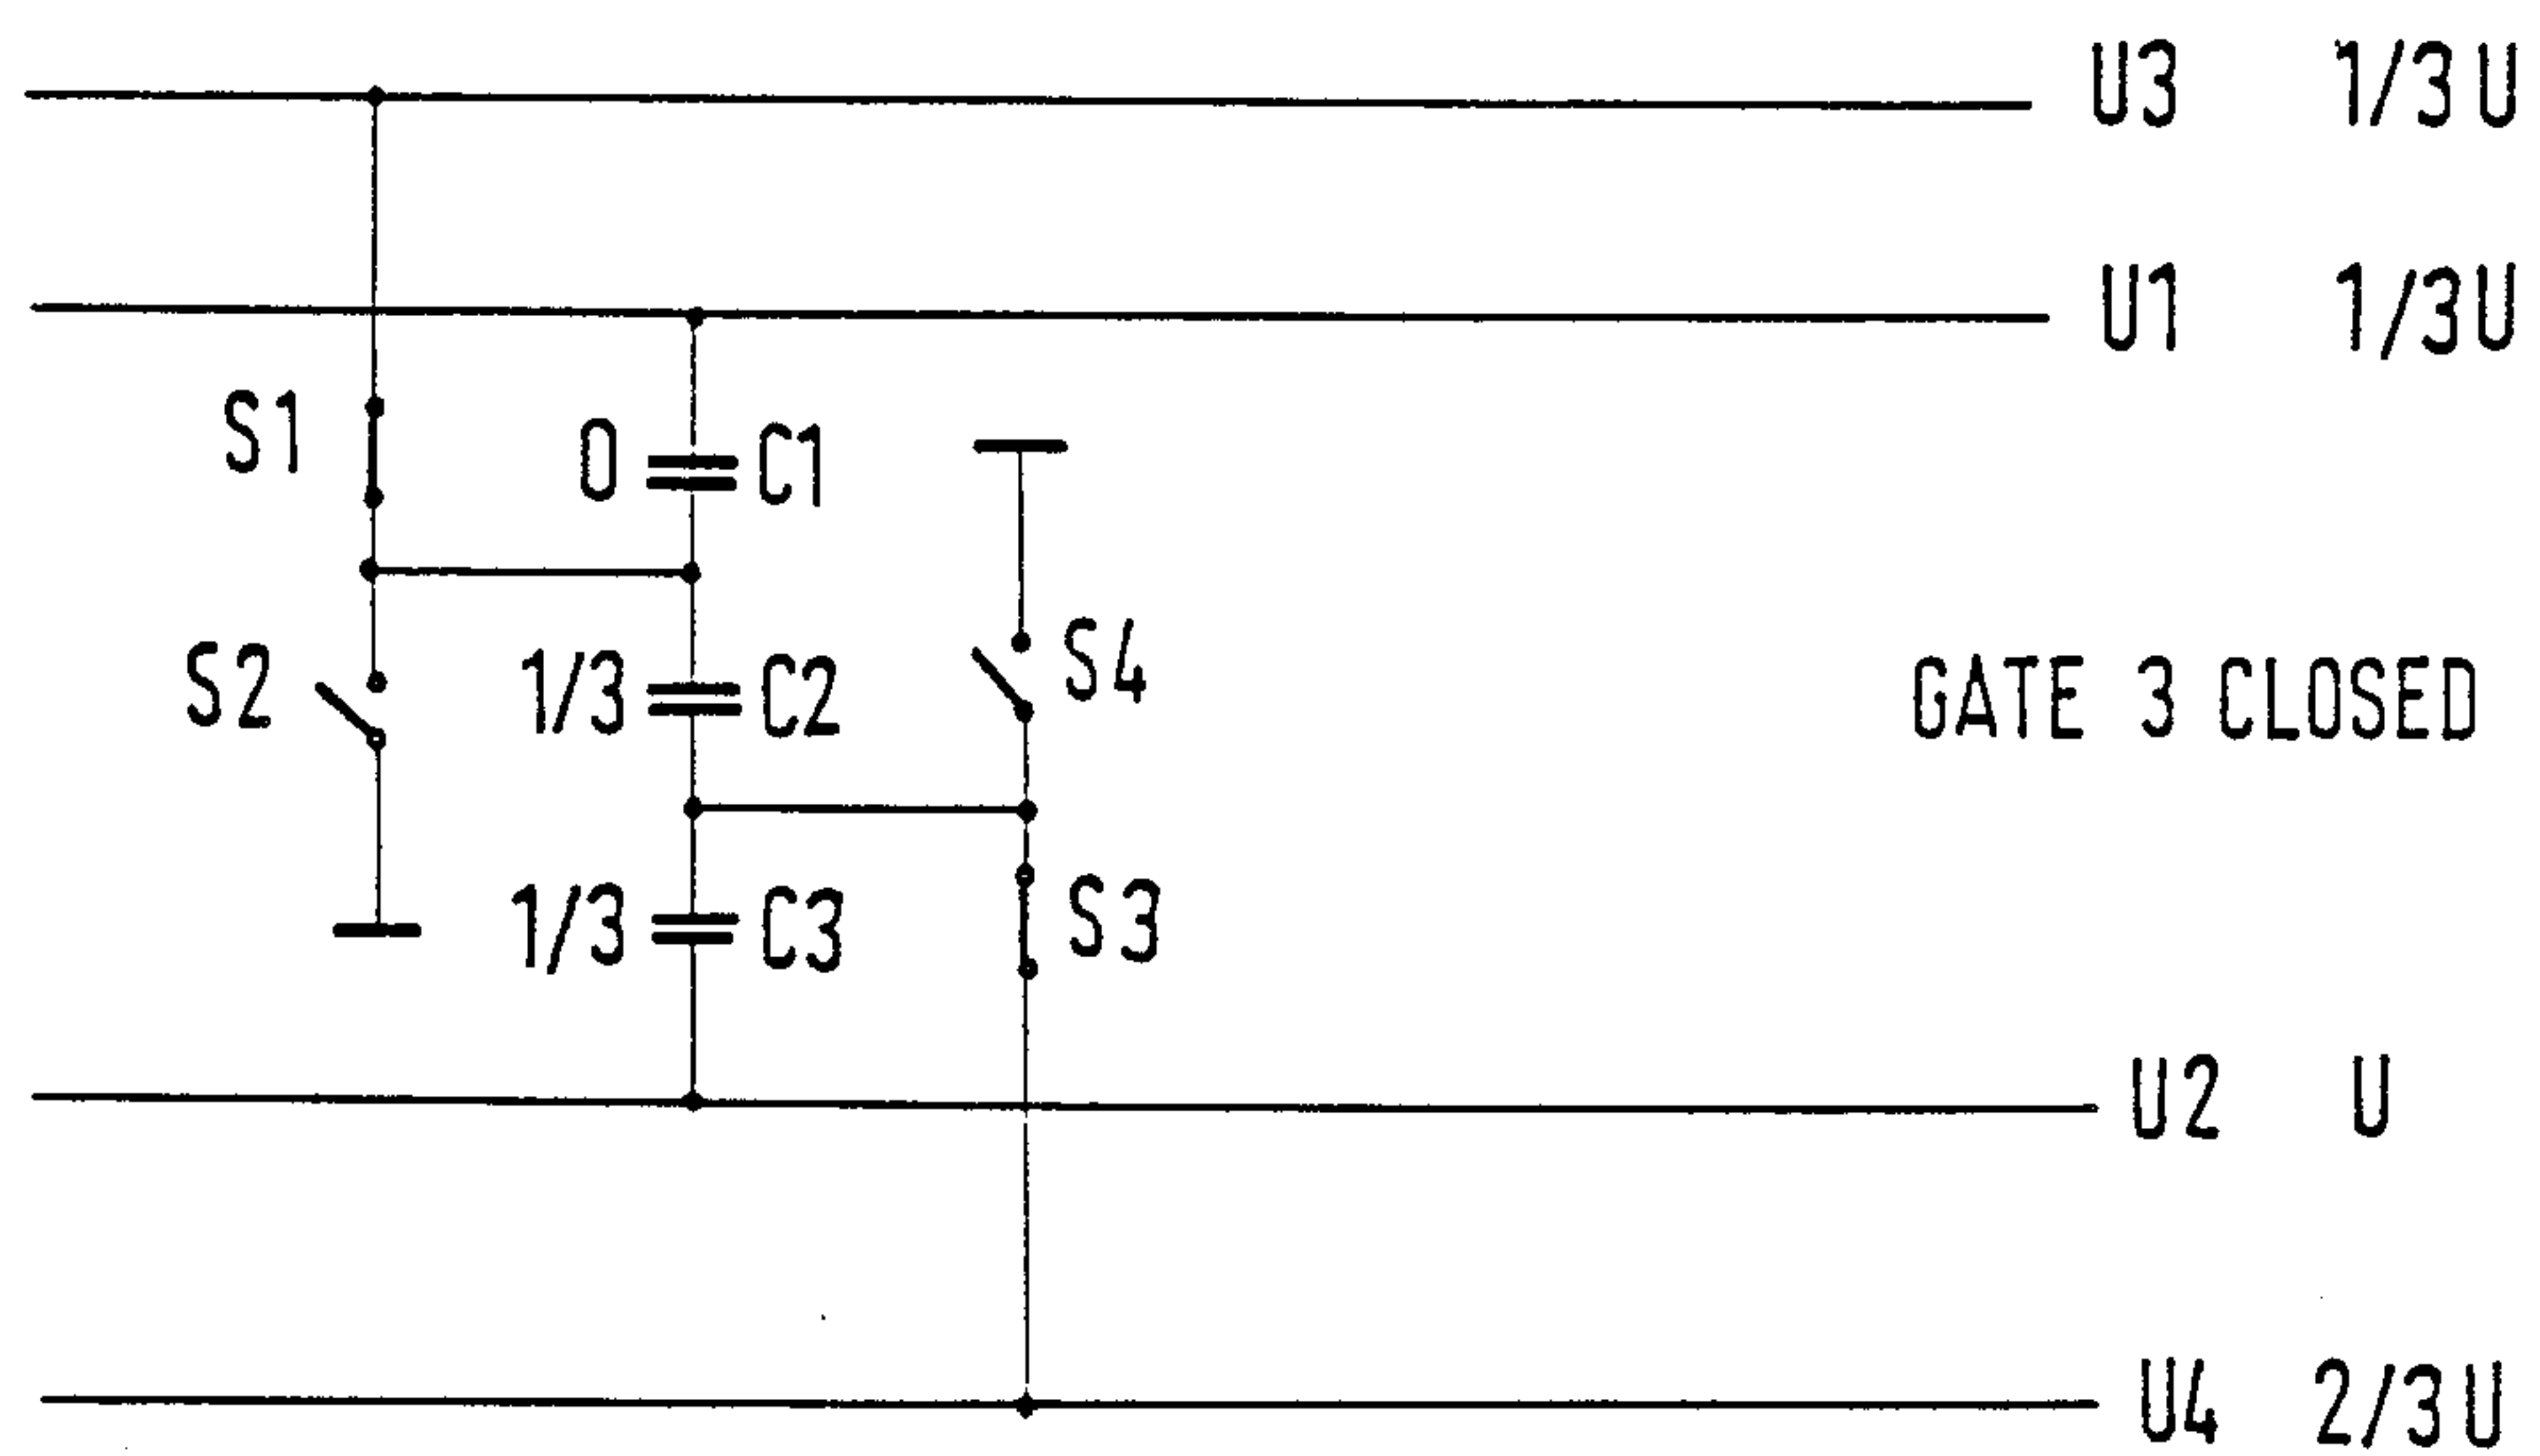 U3 1/3 U
U1 1/3 U
S1
0 C1
S2
1/3 C2
S4
GATE 3 CLOSED
1/3 C3
S3
U2 U
U4 2/3 U